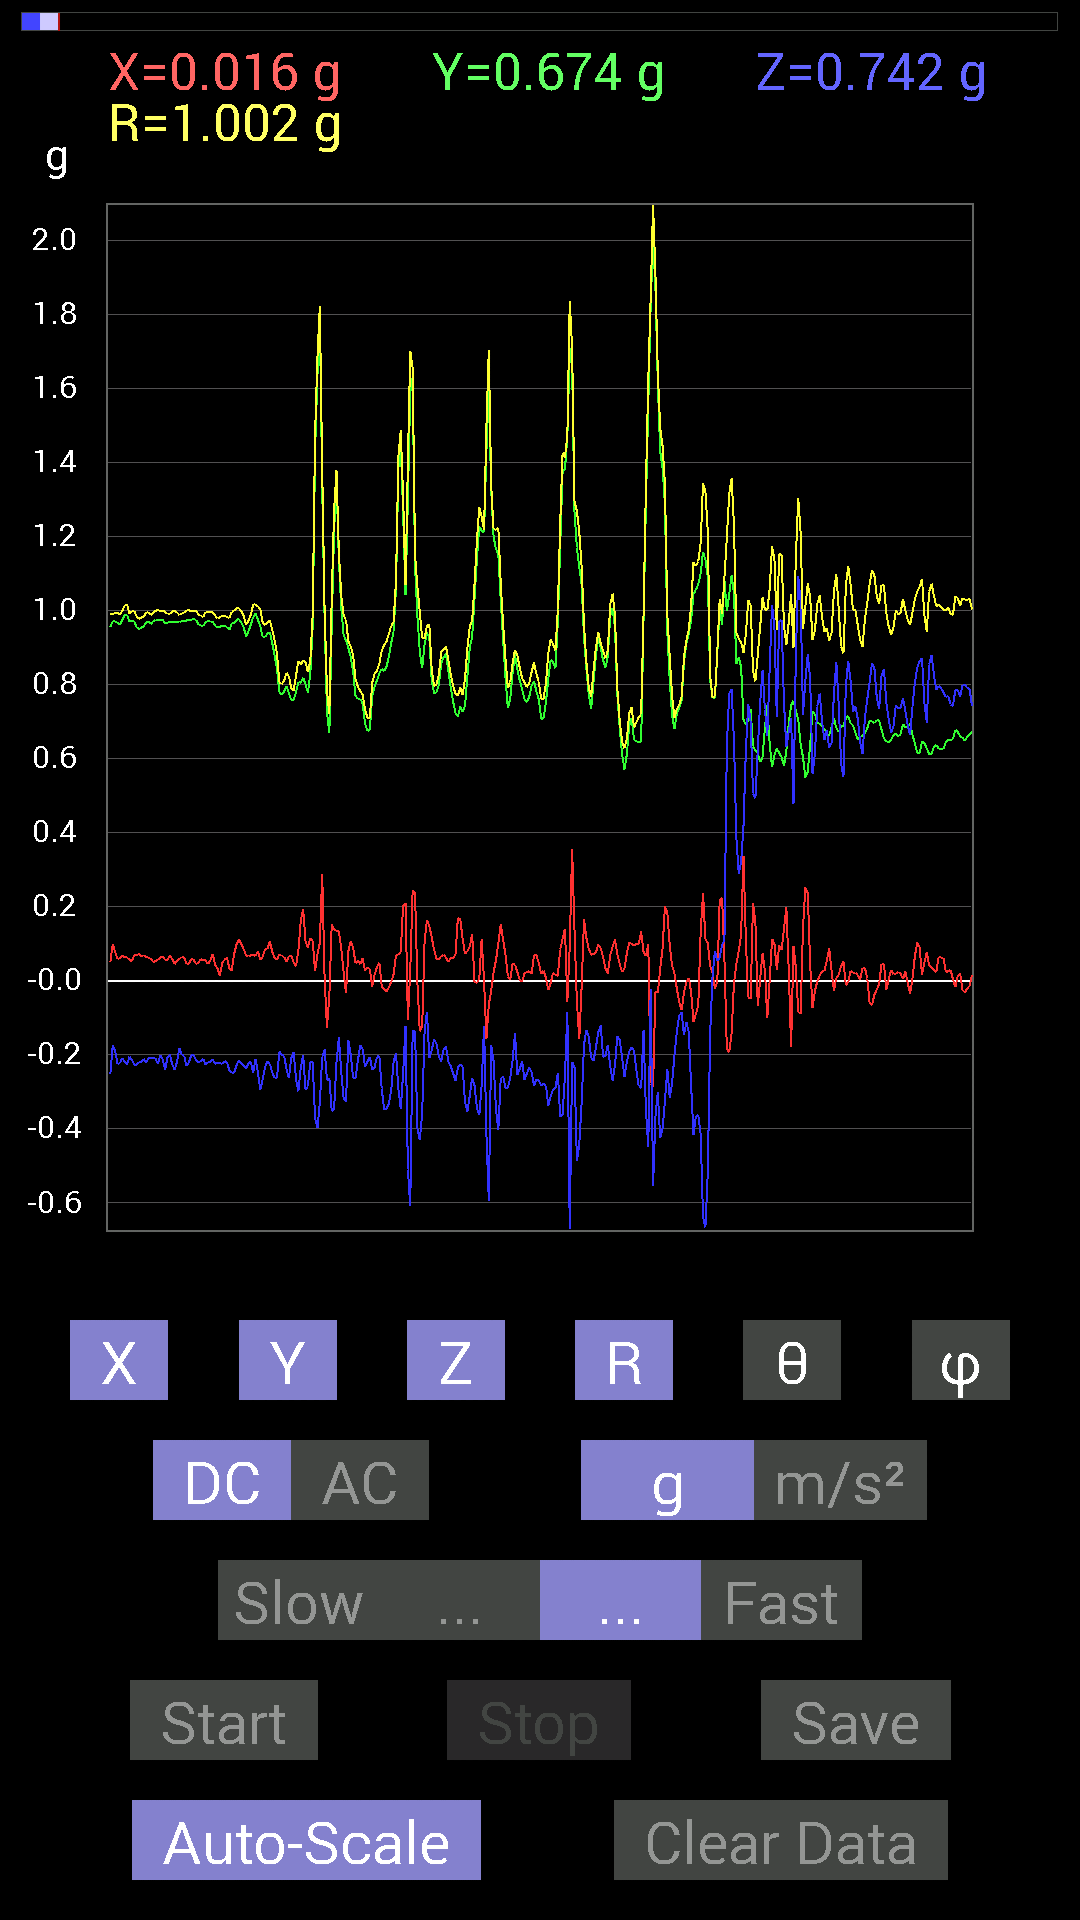 X=0.016 g Y=0.674 g Z=0.742 g
R=1.002 g
g
2.0
1.8
1.6
1.4
1.2
1.0
0.8
0.6
0.4
0.2
-0.0
-0.2
-0.4
-0.6
X Y Z R θ φ
DC AC g m/s²
Slow ... ... Fast
Start Stop Save
Auto-Scale Clear Data